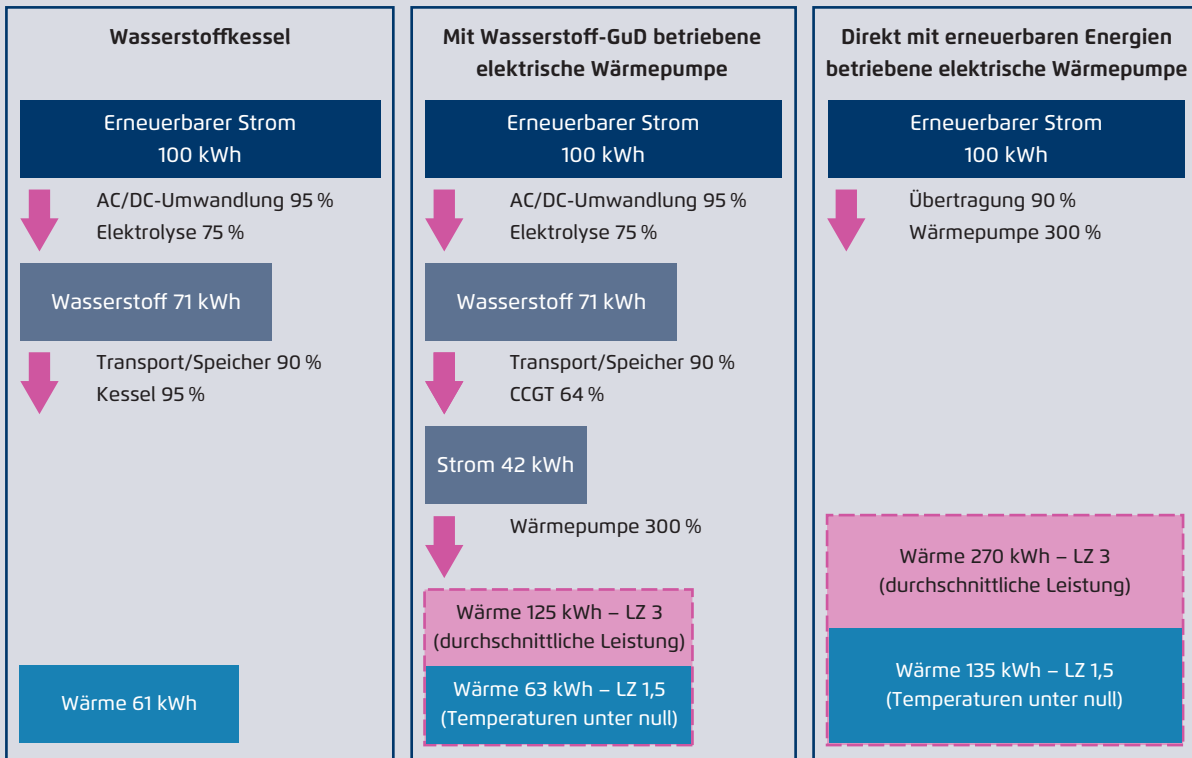 Wasserstoffkessel
Erneuerbarer Strom
100 kWh
AC/DC-Umwandlung 95 %
Elektrolyse 75 %
Wasserstoff 71 kWh
Transport/Speicher 90 %
Kessel 95 %
Wärme 61 kWh
Mit Wasserstoff-GuD betriebene
elektrische Wärmepumpe
Erneuerbarer Strom
100 kWh
AC/DC-Umwandlung 95 %
Elektrolyse 75 %
Wasserstoff 71 kWh
Transport/Speicher 90 %
CCGT 64 %
Strom 42 kWh
Wärmepumpe 300 %
Wärme 125 kWh – LZ 3
(durchschnittliche Leistung)
Wärme 63 kWh – LZ 1,5
(Temperaturen unter null)
Direkt mit erneuerbaren Energien
betriebene elektrische Wärmepumpe
Erneuerbarer Strom
100 kWh
Übertragung 90 %
Wärmepumpe 300 %
Wärme 270 kWh – LZ 3
(durchschnittliche Leistung)
Wärme 135 kWh – LZ 1,5
(Temperaturen unter null)